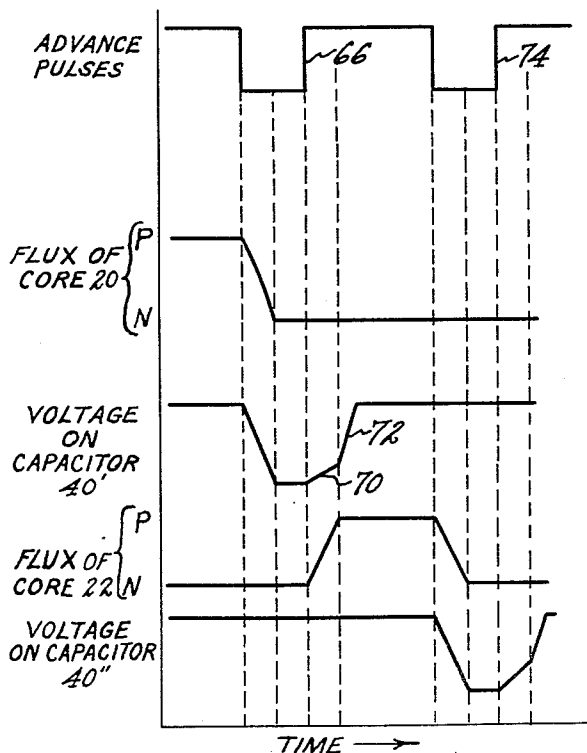 ADVANCE
PULSES
66
74
P
FLUX OF
CORE 20
N
VOLTAGE
ON
CAPACITOR
40'
72
70
P
FLUX OF
CORE 22 N
VOLTAGE
ON CAPACITOR
40"
TIME